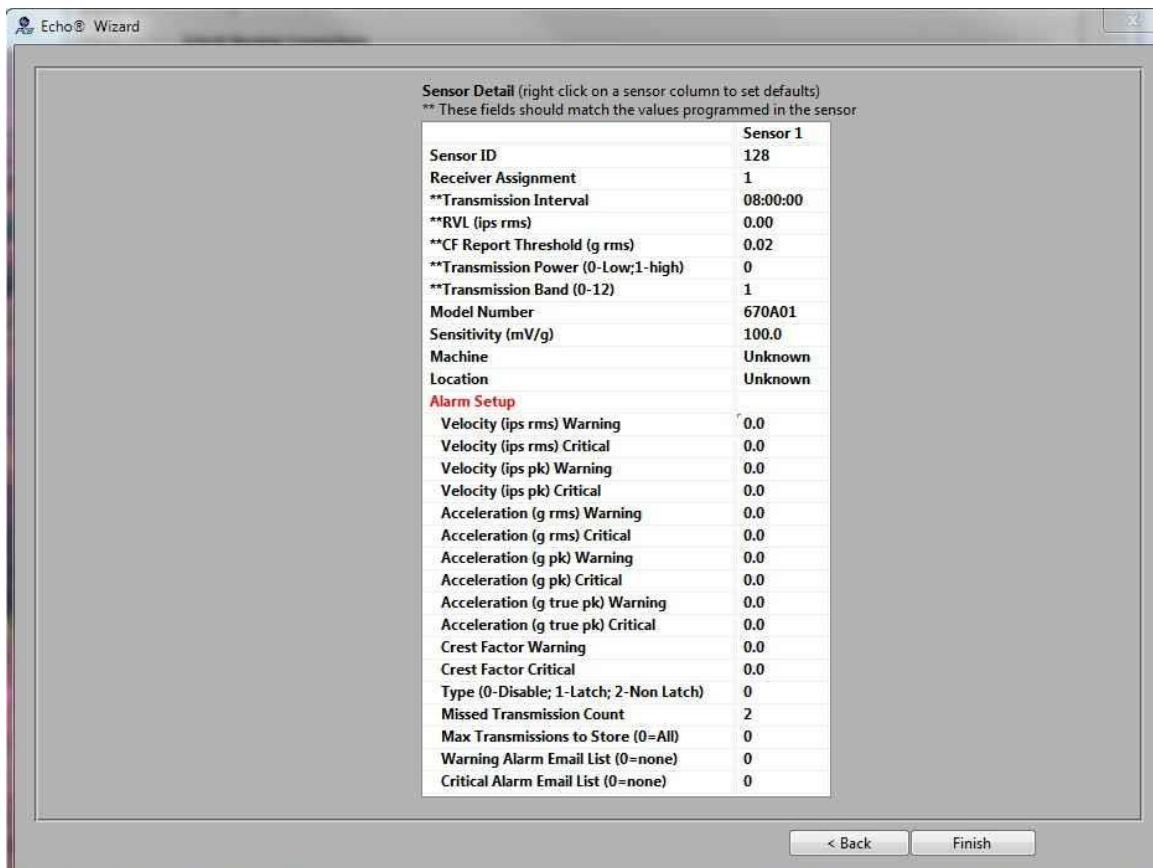 Echo® Wizard
Sensor Detail (right click on a sensor column to set defaults)
** These fields should match the values programmed in the sensor
Sensor 1
Sensor ID 128
Receiver Assignment 1
**Transmission Interval 08:00:00
**RVL (ips rms) 0.00
**CF Report Threshold (g rms) 0.02
**Transmission Power (0-Low;1-high) 0
**Transmission Band (0-12) 1
Model Number 670A01
Sensitivity (mV/g) 100.0
Machine Unknown
Location Unknown
Alarm Setup
Velocity (ips rms) Warning 0.0
Velocity (ips rms) Critical 0.0
Velocity (ips pk) Warning 0.0
Velocity (ips pk) Critical 0.0
Acceleration (g rms) Warning 0.0
Acceleration (g rms) Critical 0.0
Acceleration (g pk) Warning 0.0
Acceleration (g pk) Critical 0.0
Acceleration (g true pk) Warning 0.0
Acceleration (g true pk) Critical 0.0
Crest Factor Warning 0.0
Crest Factor Critical 0.0
Type (0-Disable; 1-Latch; 2-Non Latch) 0
Missed Transmission Count 2
Max Transmissions to Store (0=All) 0
Warning Alarm Email List (0=none) 0
Critical Alarm Email List (0=none) 0
< Back Finish